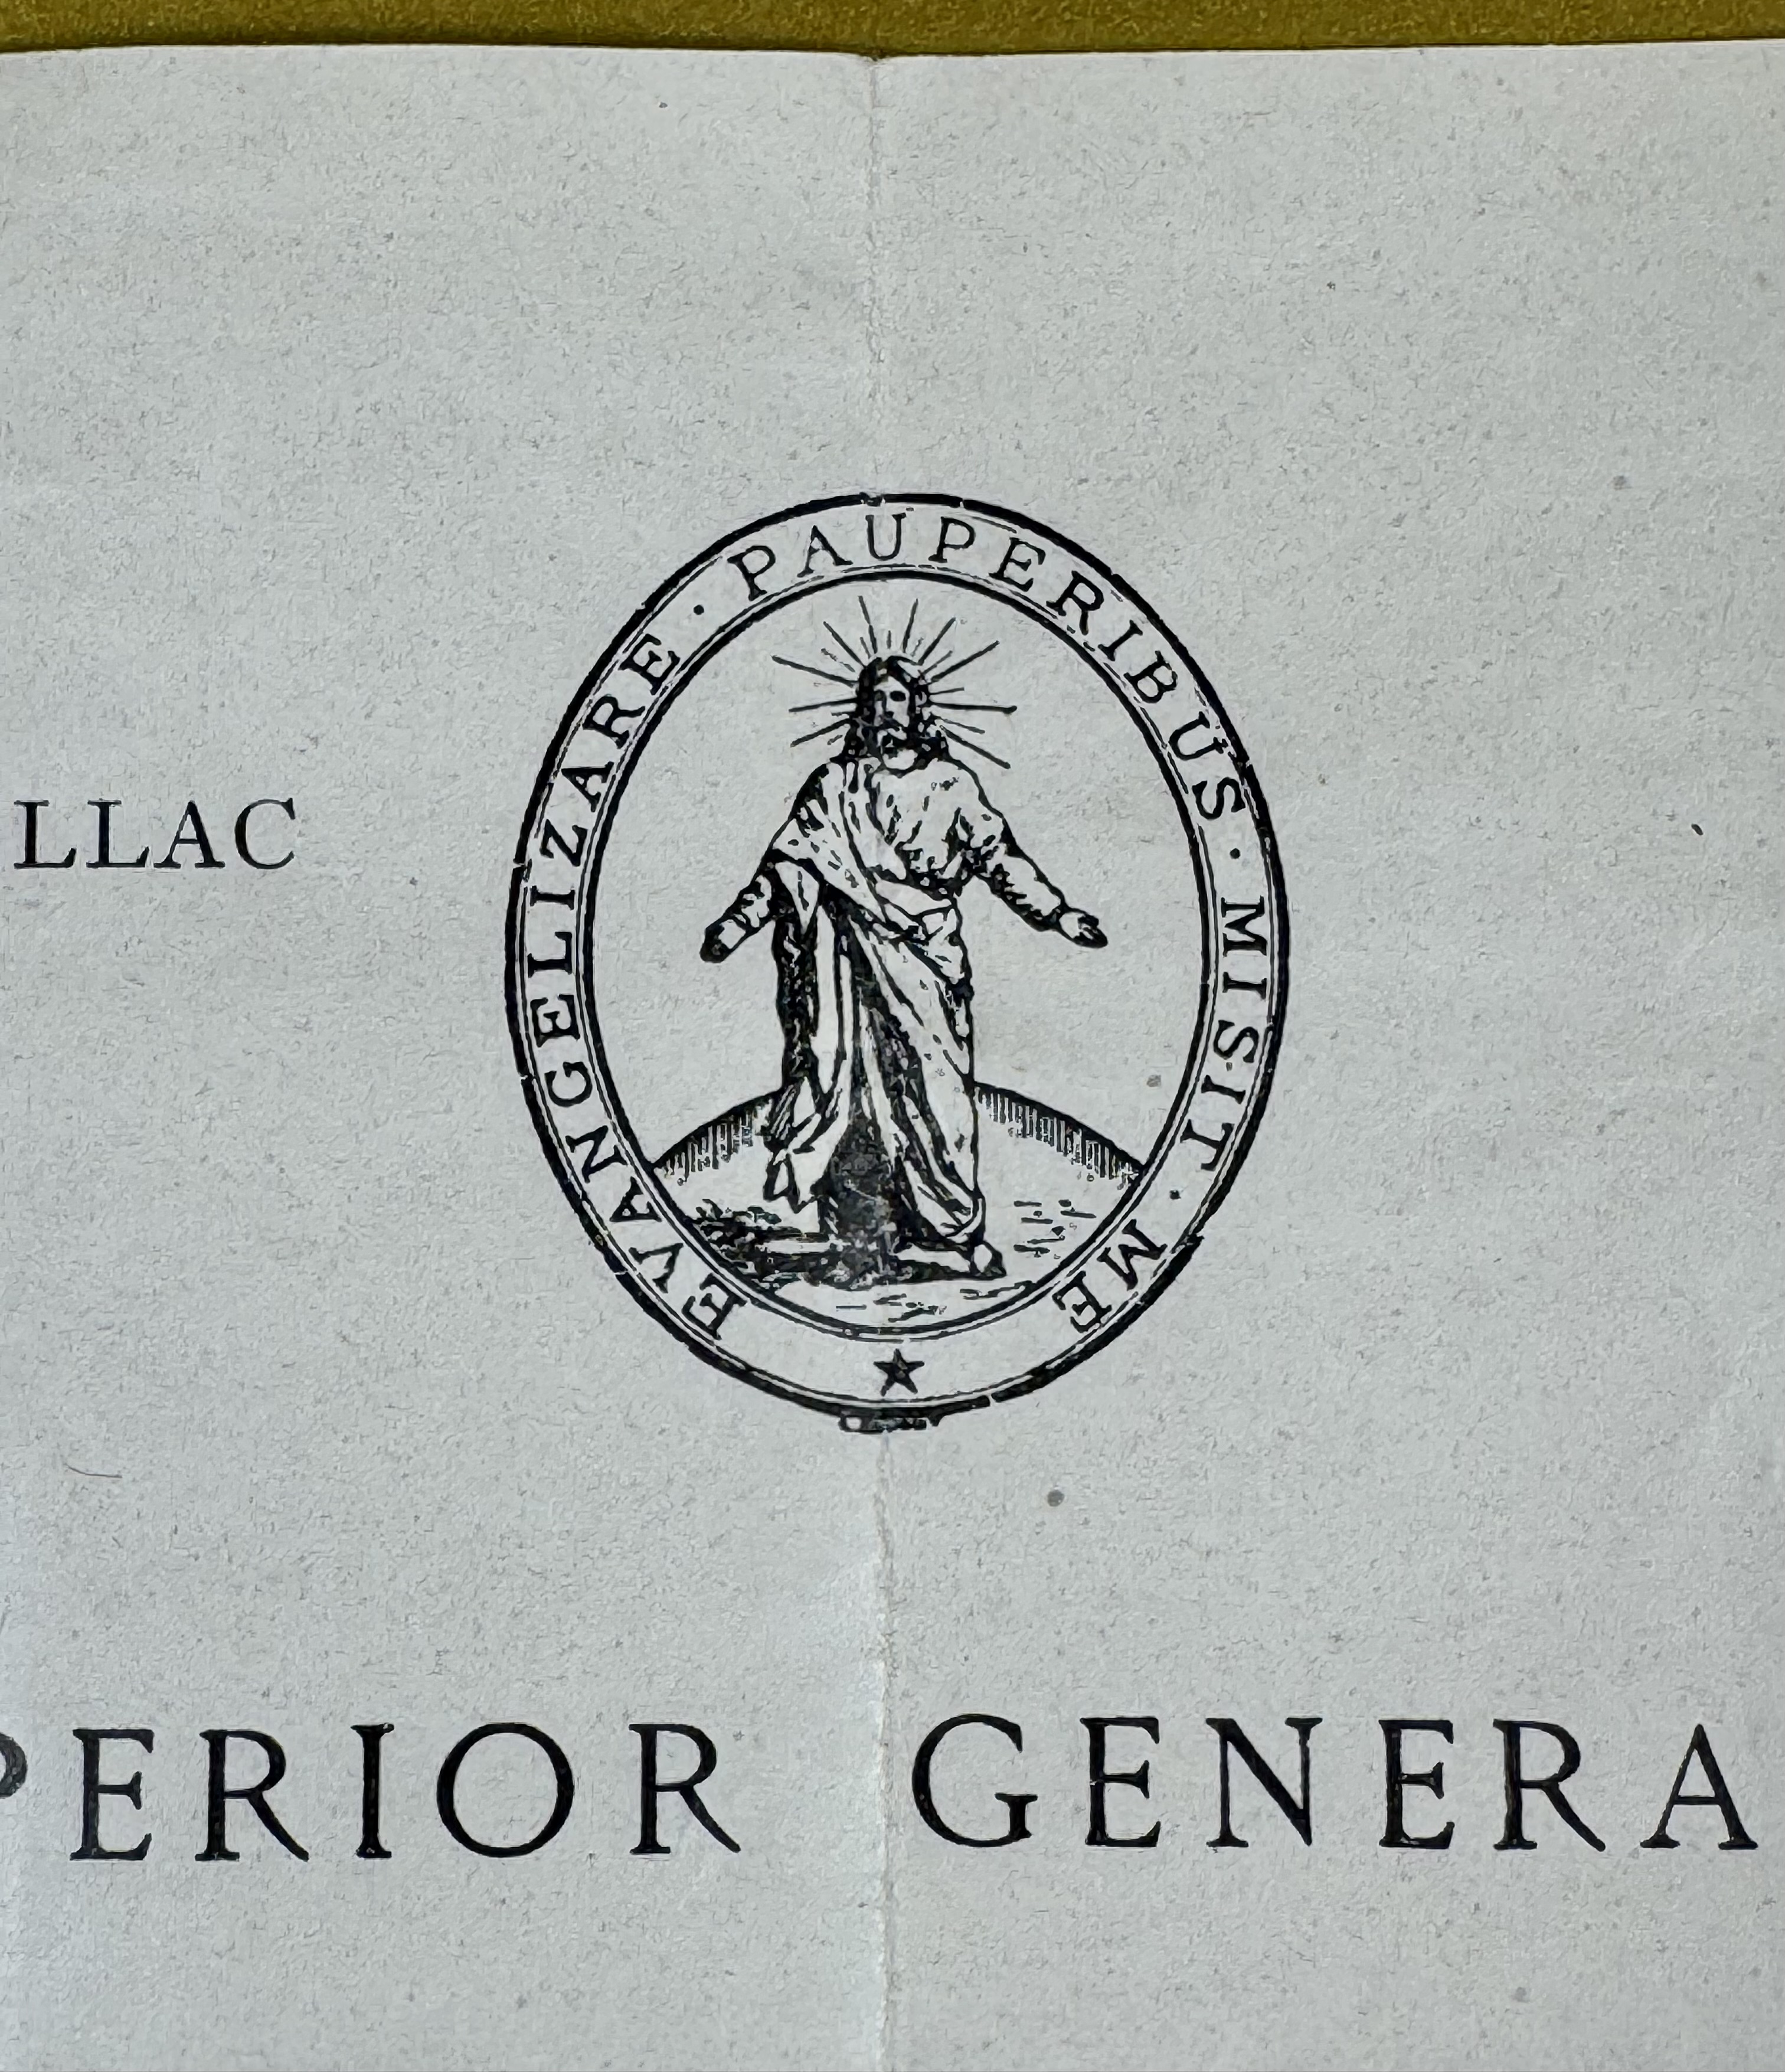 EVANGELIZARE · PAUPERIBUS · MISIT · ME
LLAC
PERIOR GENERA